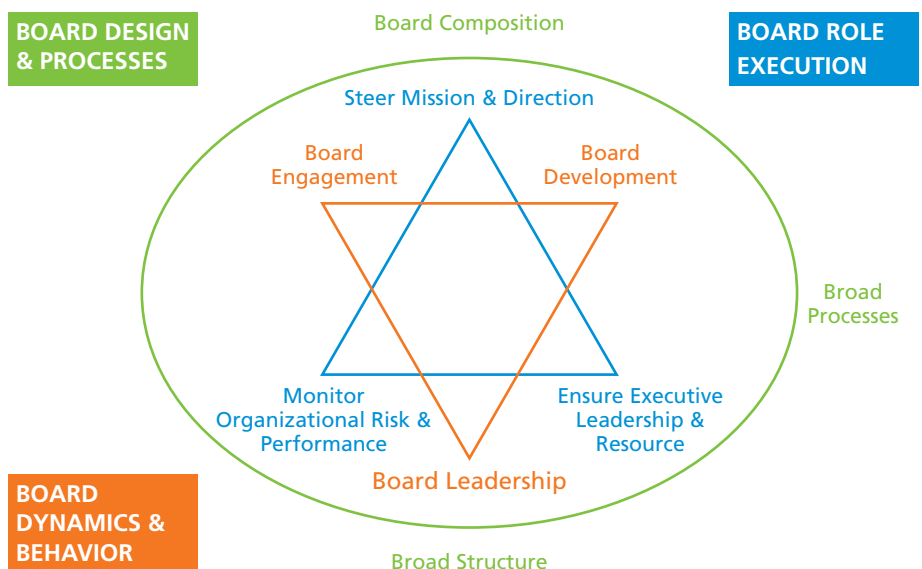 BOARD DESIGN
& PROCESSES
Board Composition
BOARD ROLE
EXECUTION
Steer Mission & Direction
Board
Engagement
Board
Development
Broad
Processes
Monitor
Organizational Risk &
Performance
Ensure Executive
Leadership &
Resource
Board Leadership
BOARD
DYNAMICS &
BEHAVIOR
Broad Structure